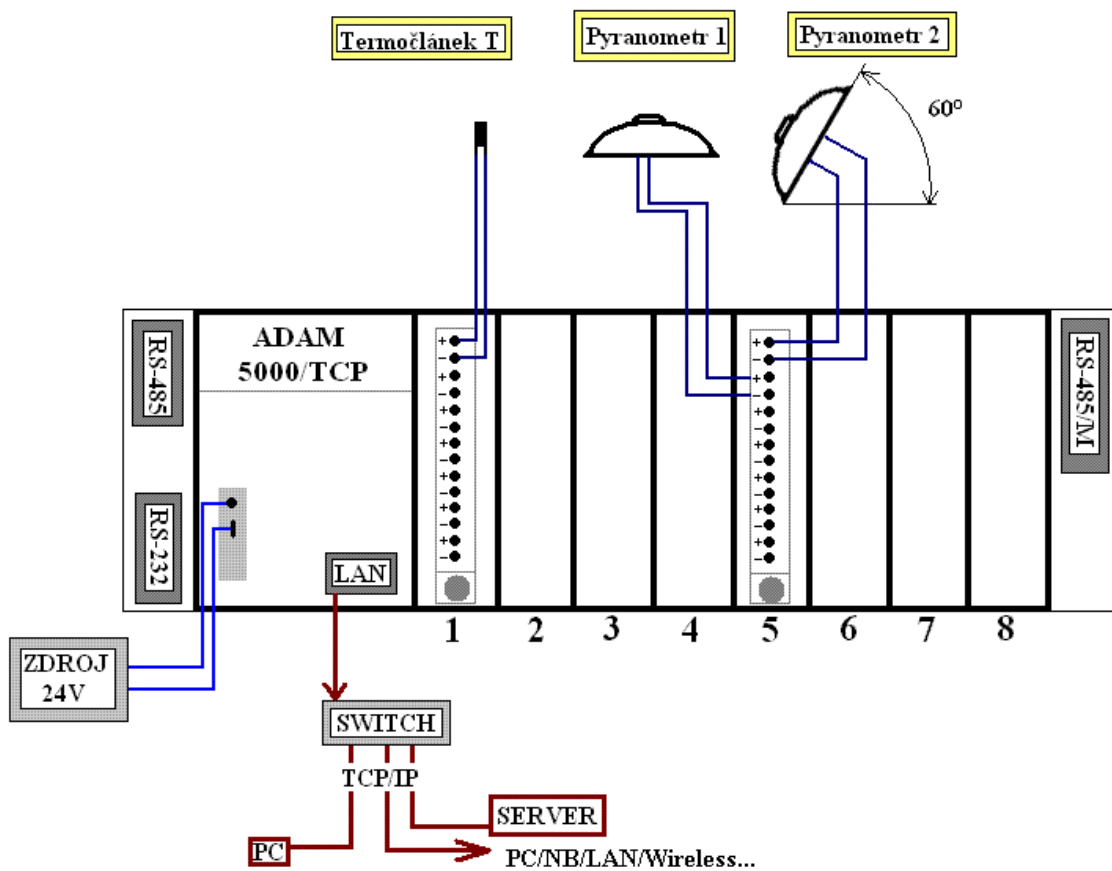 Termočlánek T
Pyranometr 1
Pyranometr 2
60°
RS-485
RS-232
ADAM
5000/TCP
LAN
+
−
+
−
+
−
+
−
+
−
+
−
+
−
+
−
+
−
+
−
+
−
+
−
+
−
+
−
RS-485/M
1 2 3 4 5 6 7 8
ZDROJ
24V
SWITCH
TCP/IP
SERVER
PC
PC/NB/LAN/Wireless...